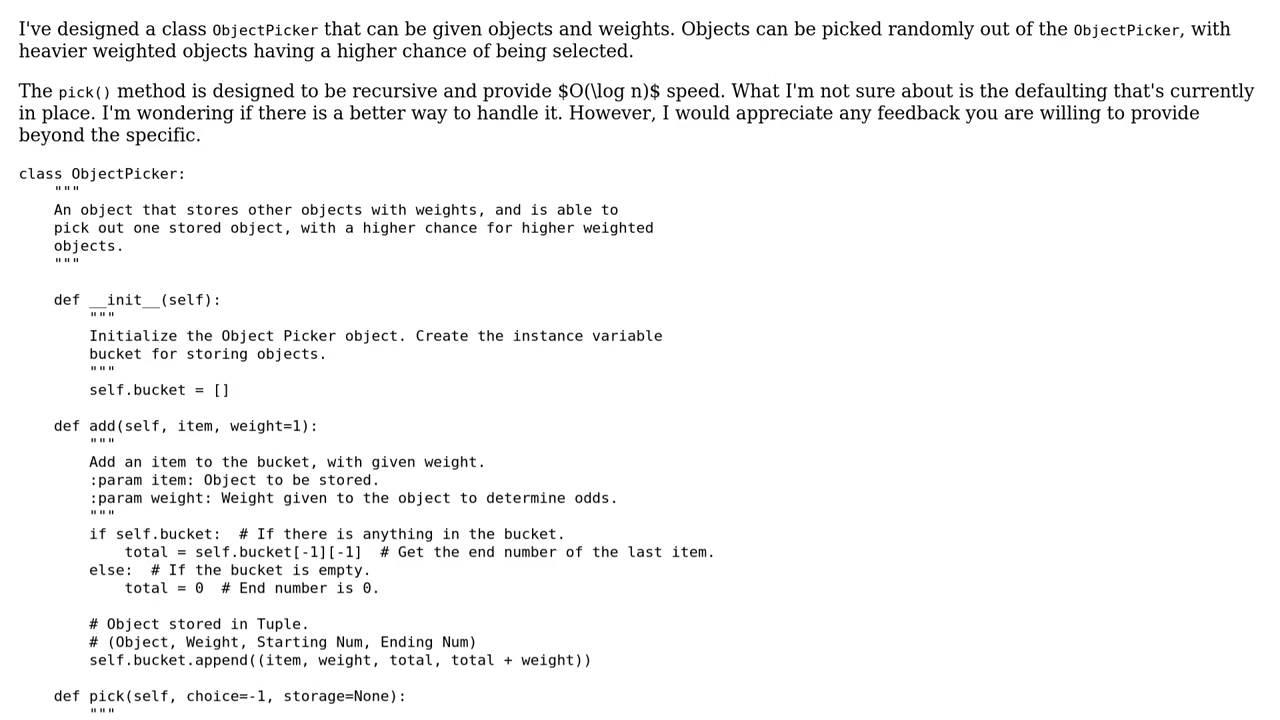 I've designed a class ObjectPicker that can be given objects and weights. Objects can be picked randomly out of the ObjectPicker, with
heavier weighted objects having a higher chance of being selected.
The pick() method is designed to be recursive and provide $O(\log n)$ speed. What I'm not sure about is the defaulting that's currently
in place. I'm wondering if there is a better way to handle it. However, I would appreciate any feedback you are willing to provide
beyond the specific.
class ObjectPicker:
    """
    An object that stores other objects with weights, and is able to
    pick out one stored object, with a higher chance for higher weighted
    objects.
    """
    def __init__(self):
        """
        Initialize the Object Picker object. Create the instance variable
        bucket for storing objects.
        """
        self.bucket = []
    def add(self, item, weight=1):
        """
        Add an item to the bucket, with given weight.
        :param item: Object to be stored.
        :param weight: Weight given to the object to determine odds.
        """
        if self.bucket:  # If there is anything in the bucket.
            total = self.bucket[-1][-1]  # Get the end number of the last item.
        else:  # If the bucket is empty.
            total = 0  # End number is 0.
        # Object stored in Tuple.
        # (Object, Weight, Starting Num, Ending Num)
        self.bucket.append((item, weight, total, total + weight))
    def pick(self, choice=-1, storage=None):
        """